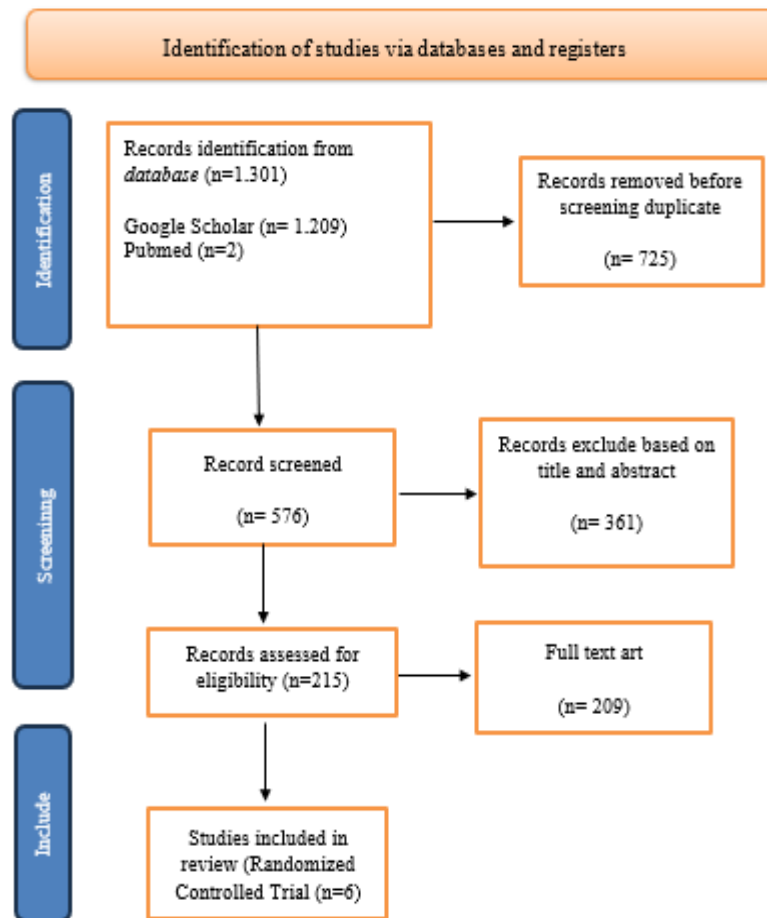 Identification of studies via databases and registers
Identification
Records identification from
database (n=1.301)
Google Scholar (n= 1.209)
Pubmed (n=2)
Records removed before
screening duplicate
(n= 725)
Screeninng
Record screened
(n= 576)
Records exclude based on
title and abstract
(n= 361)
Records assessed for
eligibility (n=215)
Full text art
(n= 209)
Include
Studies included in
review (Randomized
Controlled Trial (n=6)